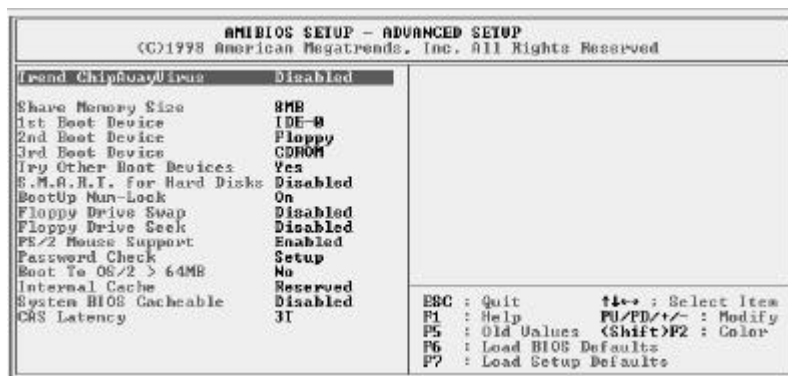 AMIBIOS SETUP - ADVANCED SETUP
(C)1998 American Megatrends, Inc. All Rights Reserved
Trend ChipAwayVirus Disabled
Share Memory Size 8MB
1st Boot Device IDE-0
2nd Boot Device Floppy
3rd Boot Device CDROM
Try Other Boot Devices Yes
S.M.A.R.T. for Hard Disks Disabled
BootUp Num-Lock On
Floppy Drive Swap Disabled
Floppy Drive Seek Disabled
PS/2 Mouse Support Enabled
Password Check Setup
Boot To OS/2 > 64MB No
Internal Cache Reserved
System BIOS Cacheable Disabled
CAS Latency 3T
ESC : Quit ↑↓←→ : Select Item
F1 : Help PU/PD/+/- : Modify
F5 : Old Values (Shift)F2 : Color
F6 : Load BIOS Defaults
F7 : Load Setup Defaults